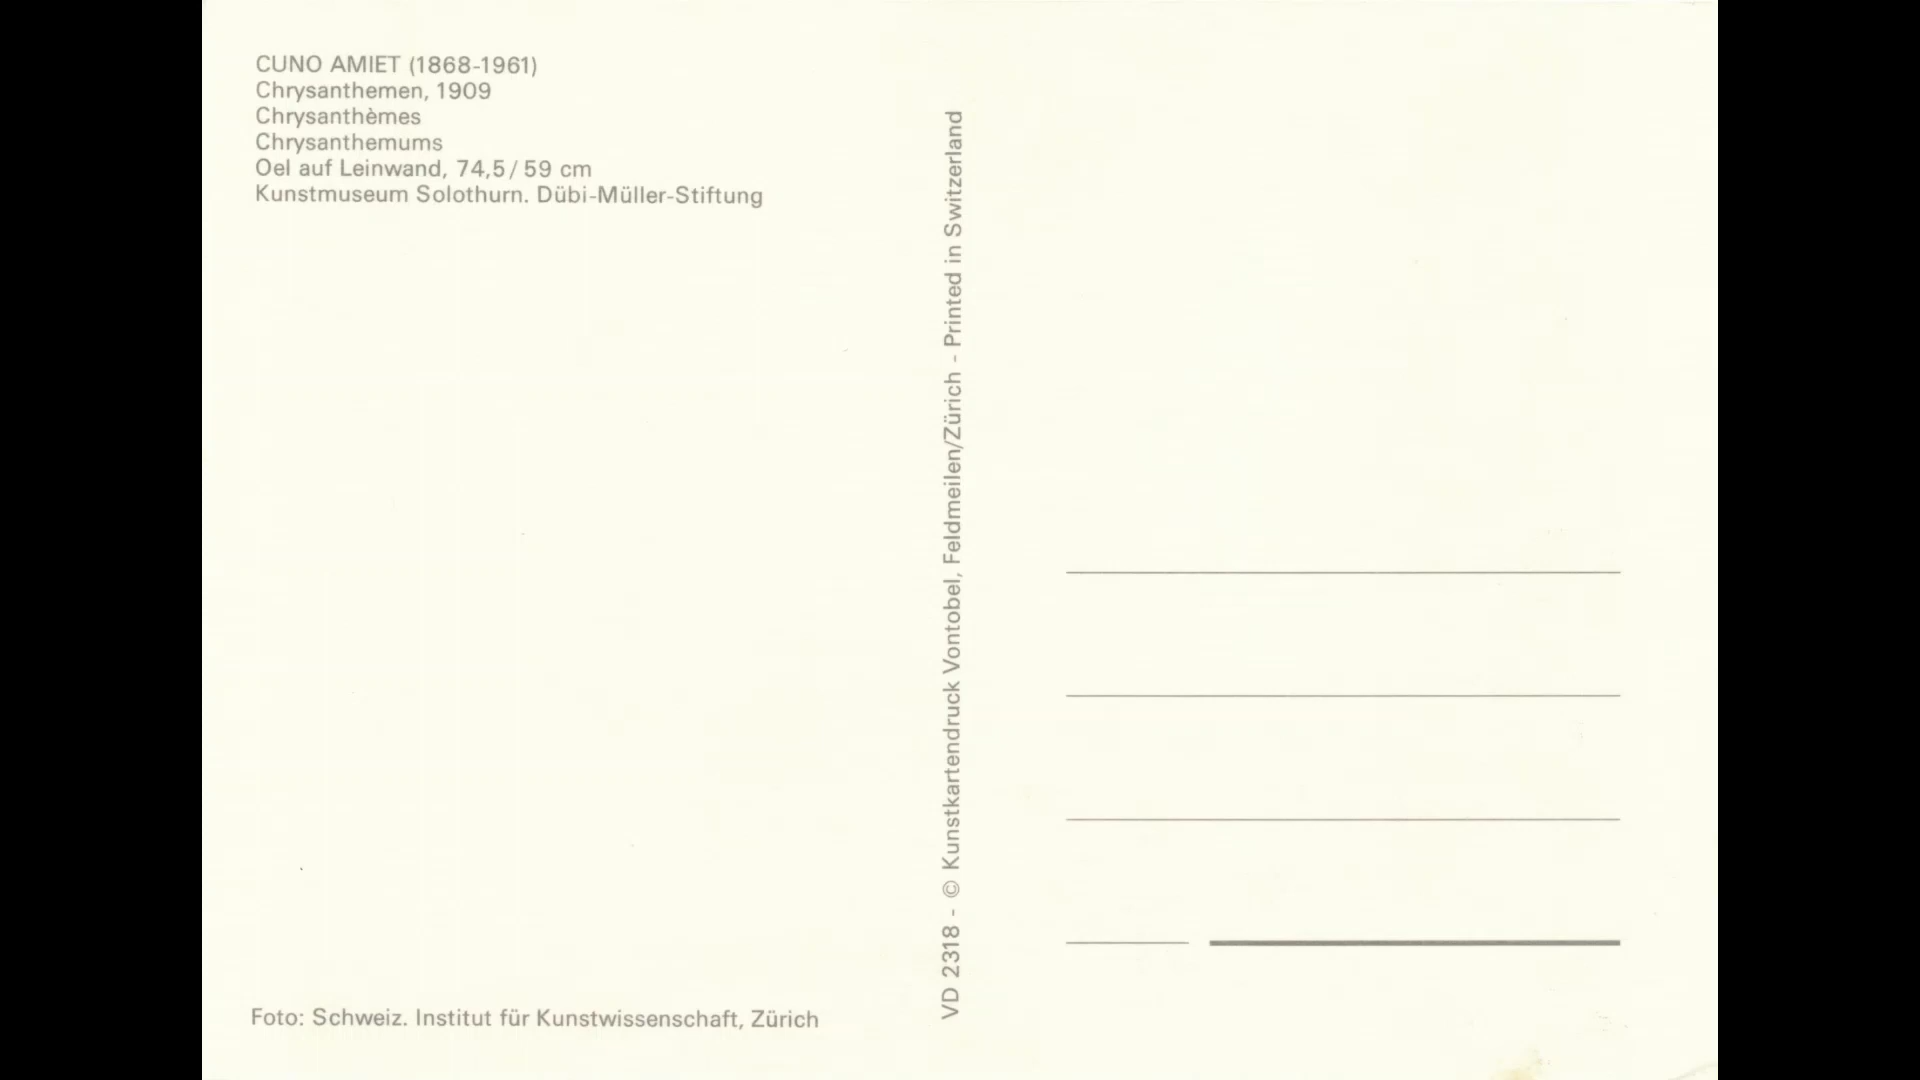 CUNO AMIET (1868-1961)
Chrysanthemen, 1909
Chrysanthèmes
Chrysanthemums
Oel auf Leinwand, 74,5/59 cm
Kunstmuseum Solothurn. Dübi-Müller-Stiftung
VD 2318 - © Kunstkartendruck Vontobel, Feldmeilen/Zürich - Printed in Switzerland
Foto: Schweiz. Institut für Kunstwissenschaft, Zürich